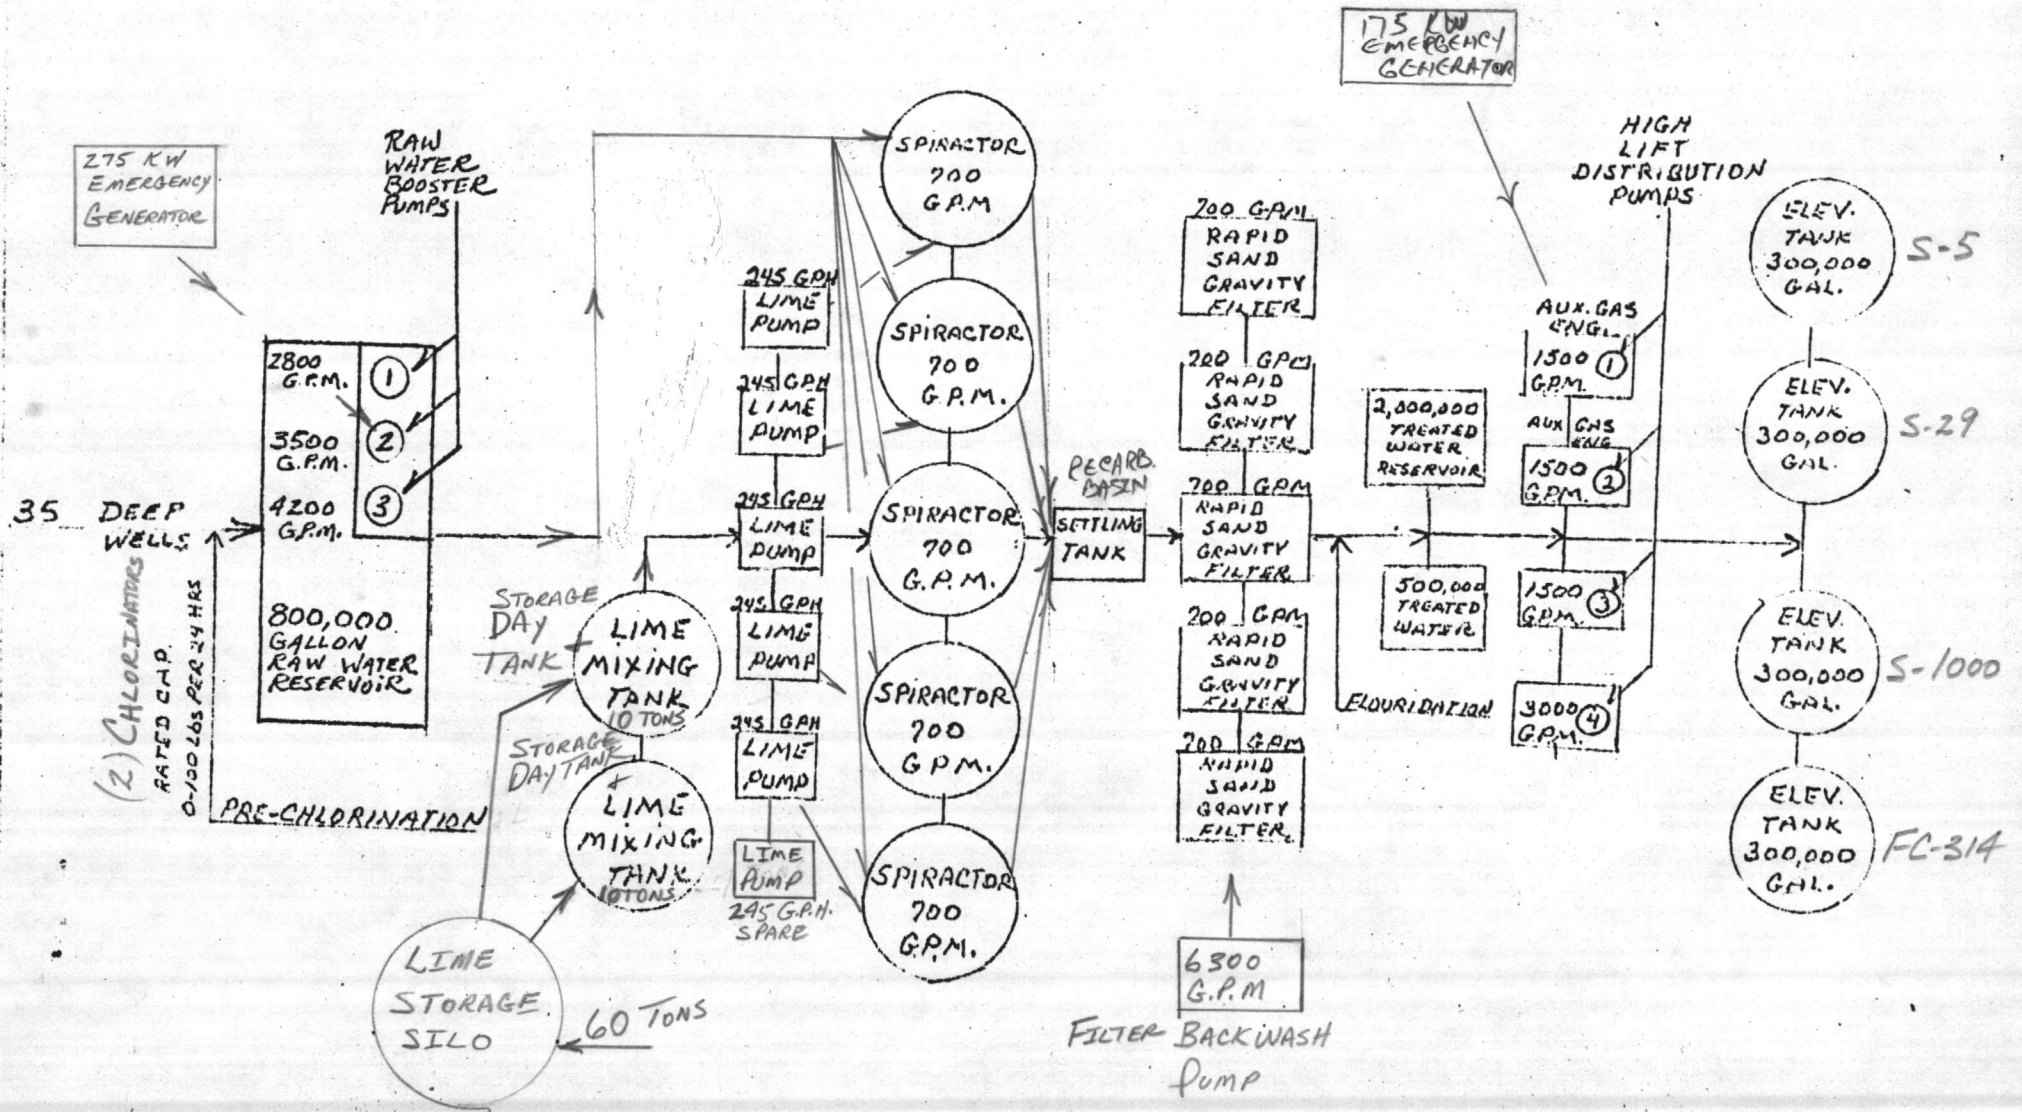 275 KW
EMERGENCY
GENERATOR
RAW
WATER
BOOSTER
PUMPS
2800
G.P.M.
3500
G.P.M.
4200
G.P.M.
1
2
3
800,000
GALLON
RAW WATER
RESERVOIR
35 DEEP
WELLS
(2) CHLORINATORS
RATED CAP.
0-100 LBS PER 24 HRS
PRE-CHLORINATION
STORAGE
DAY
TANK +
LIME
MIXING
TANK
10 TONS
STORAGE
DAY TANK
+
LIME
MIXING
TANK
10 TONS
LIME
STORAGE
SILO
60 TONS
245 GPH
LIME
PUMP
245 GPH
LIME
PUMP
245 GPH
LIME
PUMP
245 GPH
LIME
PUMP
245 GPH
LIME
PUMP
LIME
PUMP
245 G.P.H.
SPARE
SPIRACTOR
700
G.P.M
SPIRACTOR
700
G.P.M.
SPIRACTOR
700
G.P.M.
SPIRACTOR
700
G.P.M.
SPIRACTOR
700
G.P.M.
RECARB.
BASIN
SETTLING
TANK
700 GPM
RAPID
SAND
GRAVITY
FILTER
700 GPM
RAPID
SAND
GRAVITY
FILTER
700 GPM
RAPID
SAND
GRAVITY
FILTER
700 GPM
RAPID
SAND
GRAVITY
FILTER
700 GPM
RAPID
SAND
GRAVITY
FILTER
6300
G.P.M
FILTER BACKWASH
PUMP
FLOURIDATION
2,000,000
TREATED
WATER
RESERVOIR
500,000
TREATED
WATER
175 KW
EMERGENCY
GENERATOR
HIGH
LIFT
DISTRIBUTION
PUMPS
AUX. GAS
ENG.
1500 1
G.P.M.
AUX. GAS
ENG
1500 2
G.P.M.
1500 3
G.P.M.
3000 4
G.P.M.
ELEV.
TANK
300,000
GAL.
S-5
ELEV.
TANK
300,000
GAL.
S-29
ELEV.
TANK
300,000
GAL.
S-1000
ELEV.
TANK
300,000
GAL.
FC-314